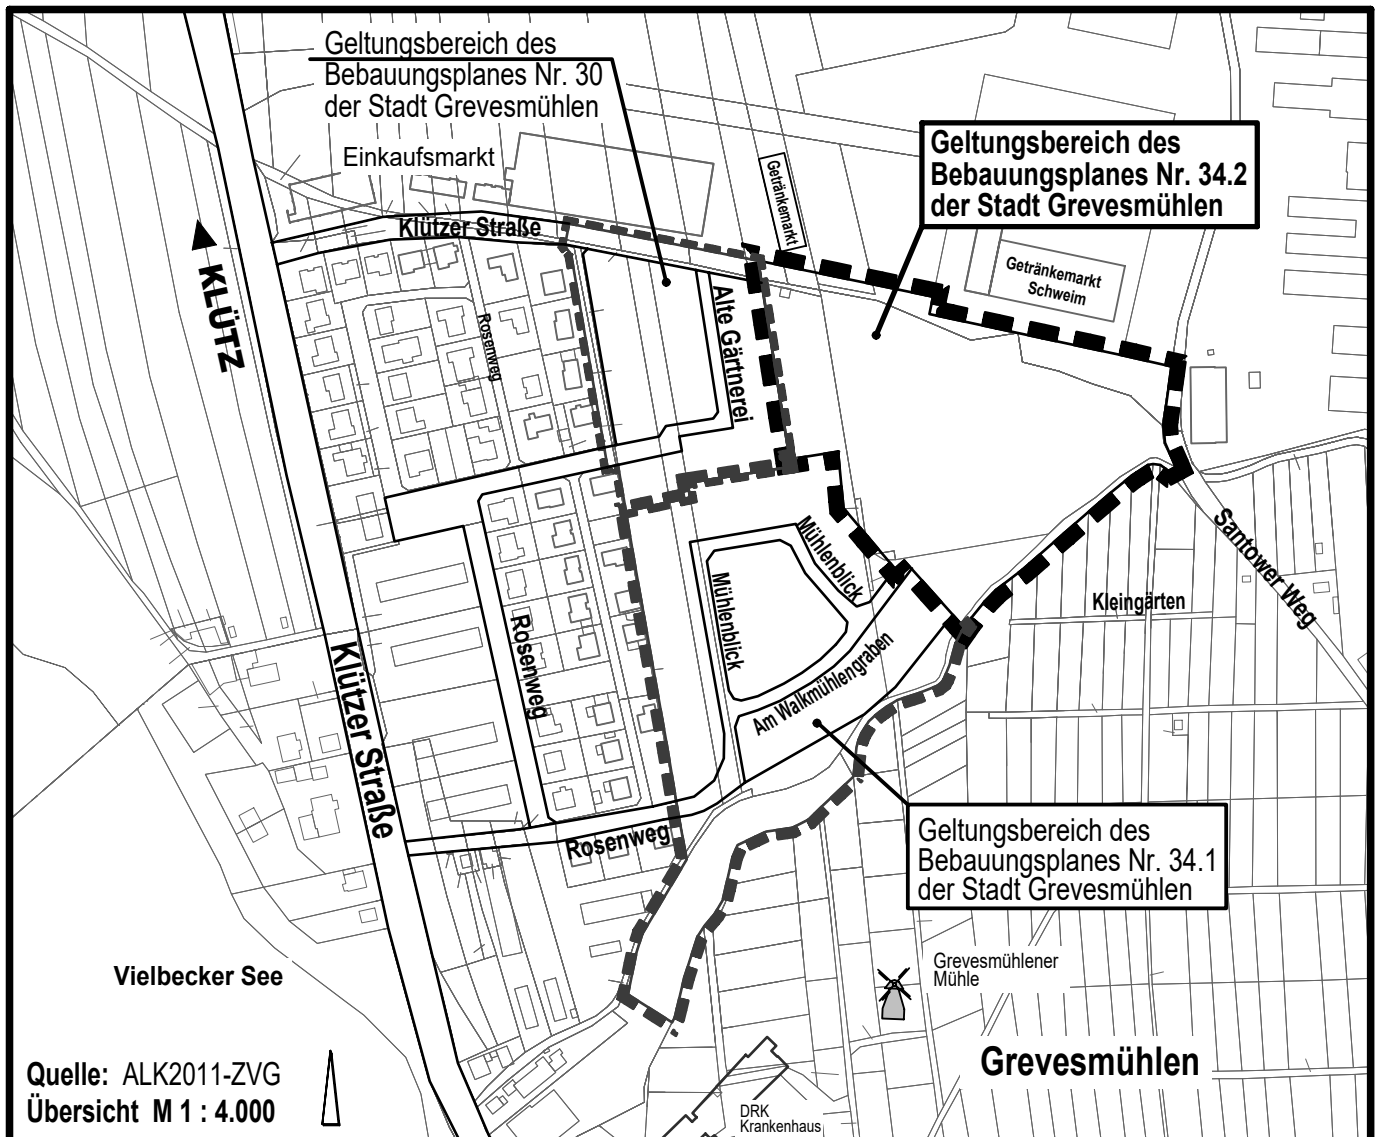 Geltungsbereich des
Bebauungsplanes Nr. 30
der Stadt Grevesmühlen
Einkaufsmarkt
Klützer Straße
Getränkemarkt
Geltungsbereich des
Bebauungsplanes Nr. 34.2
der Stadt Grevesmühlen
Getränkemarkt
Schweim
KLÜTZ
Rosenweg
Alte Gärtnerei
Mühlenblick
Mühlenblick
Santower Weg
Kleingärten
Rosenweg
Klützer Straße
Am Walkmühlengraben
Rosenweg
Geltungsbereich des
Bebauungsplanes Nr. 34.1
der Stadt Grevesmühlen
Vielbecker See
Grevesmühlener
Mühle
Grevesmühlen
Quelle: ALK2011-ZVG
Übersicht M 1 : 4.000
DRK
Krankenhaus